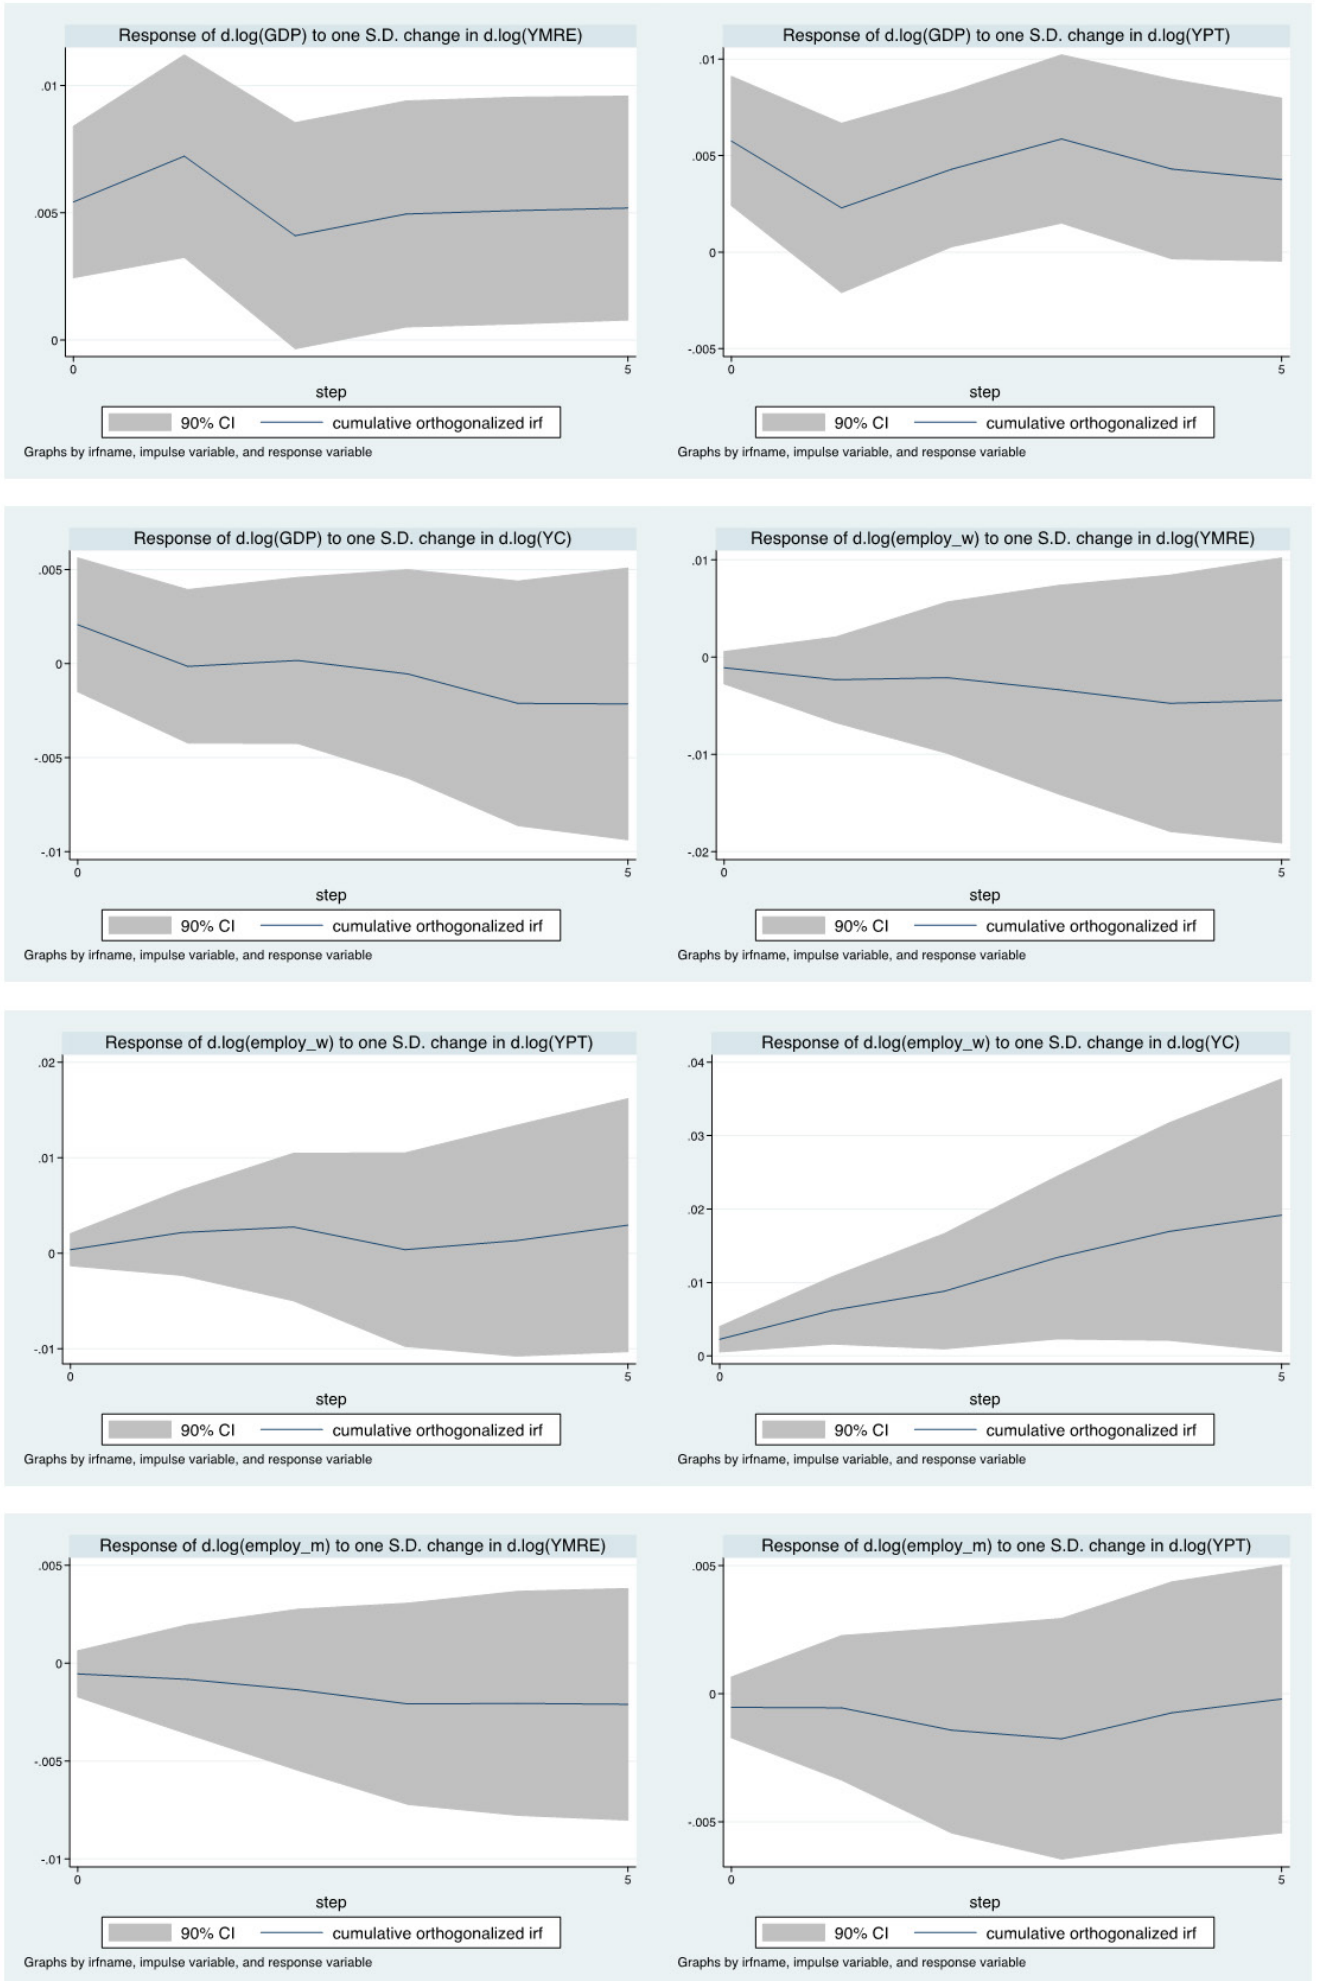 Response of d.log(GDP) to one S.D. change in d.log(YMRE)
.01
.005
0
0 5
step
90% CI cumulative orthogonalized irf
Graphs by irfname, impulse variable, and response variable
Response of d.log(GDP) to one S.D. change in d.log(YPT)
.01
.005
0
-.005
0 5
step
90% CI cumulative orthogonalized irf
Graphs by irfname, impulse variable, and response variable
Response of d.log(GDP) to one S.D. change in d.log(YC)
.005
0
-.005
-.01
0 5
step
90% CI cumulative orthogonalized irf
Graphs by irfname, impulse variable, and response variable
Response of d.log(employ_w) to one S.D. change in d.log(YMRE)
.01
0
-.01
-.02
0 5
step
90% CI cumulative orthogonalized irf
Graphs by irfname, impulse variable, and response variable
Response of d.log(employ_w) to one S.D. change in d.log(YPT)
.02
.01
0
-.01
0 5
step
90% CI cumulative orthogonalized irf
Graphs by irfname, impulse variable, and response variable
Response of d.log(employ_w) to one S.D. change in d.log(YC)
.04
.03
.02
.01
0
0 5
step
90% CI cumulative orthogonalized irf
Graphs by irfname, impulse variable, and response variable
Response of d.log(employ_m) to one S.D. change in d.log(YMRE)
.005
0
-.005
-.01
0 5
step
90% CI cumulative orthogonalized irf
Graphs by irfname, impulse variable, and response variable
Response of d.log(employ_m) to one S.D. change in d.log(YPT)
.005
0
-.005
0 5
step
90% CI cumulative orthogonalized irf
Graphs by irfname, impulse variable, and response variable